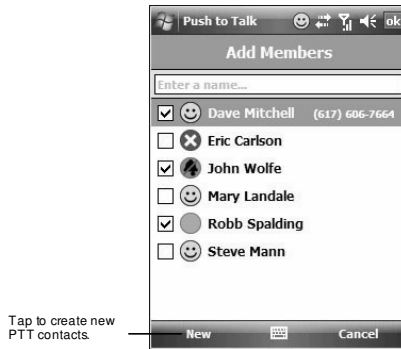 Push to Talk ok
Add Members
Enter a name...
Dave Mitchell (617) 606-7664
Eric Carlson
John Wolfe
Mary Landale
Robb Spalding
Steve Mann
Tap to create new
PTT contacts.
New Cancel